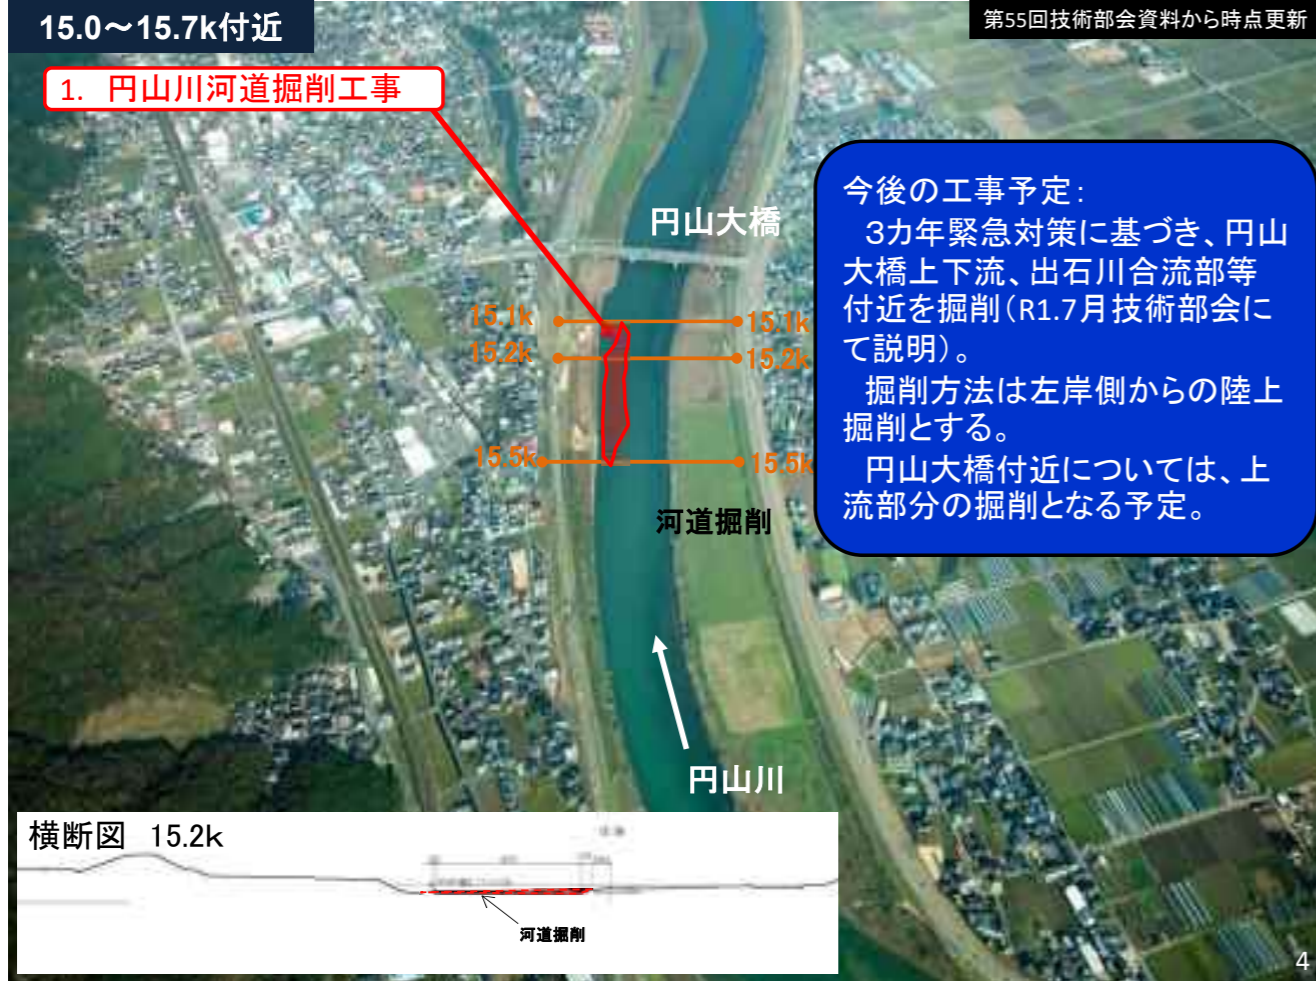 15.0～15.7k付近
第55回技術部会資料から時点更新
1. 円山川河道掘削工事
今後の工事予定：
3カ年緊急対策に基づき、円山
大橋上下流、出石川合流部等
付近を掘削（R1.7月技術部会に
て説明）。
掘削方法は左岸側からの陸上
掘削とする。
円山大橋付近については、上
流部分の掘削となる予定。
円山大橋
15.1k
15.1k
15.2k
15.2k
15.5k
15.5k
河道掘削
円山川
横断図 15.2k
河道掘削
4